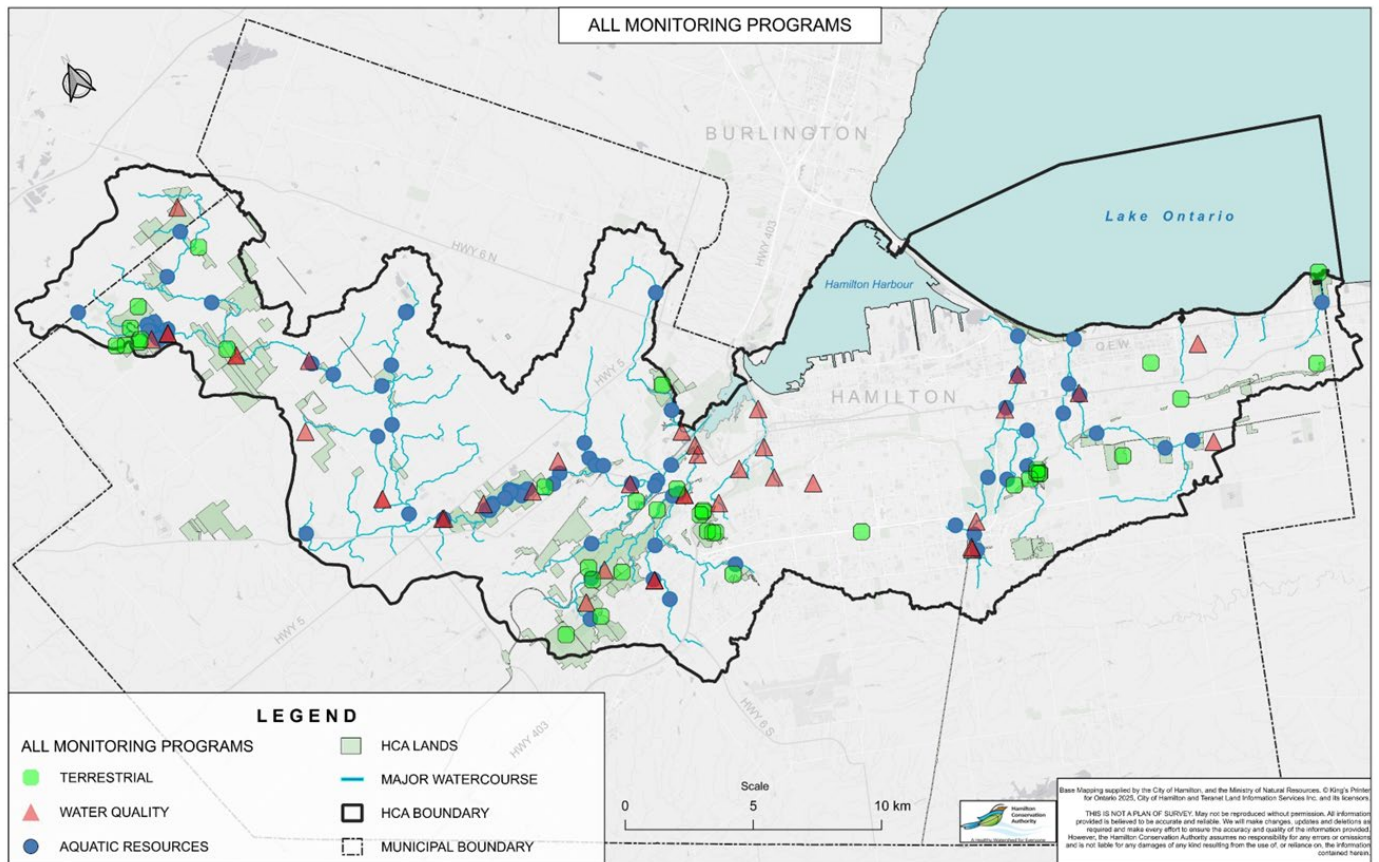 ALL MONITORING PROGRAMS
BURLINGTON
HWY 403
Lake Ontario
HWY 6 N
Hamilton Harbour
QEW
HWY 5
HAMILTON
HWY 5
HWY 6 S
HWY 403
LEGEND
ALL MONITORING PROGRAMS
TERRESTRIAL
WATER QUALITY
AQUATIC RESOURCES
HCA LANDS
MAJOR WATERCOURSE
HCA BOUNDARY
MUNICIPAL BOUNDARY
Scale
0 5 10 km
Hamilton
Conservation
Authority
A Healthy Watershed for Everyone
Base Mapping supplied by the City of Hamilton, and the Ministry of Natural Resources. © King's Printer
for Ontario 2025, City of Hamilton and Teranet Land Information Services Inc. and its licensors.
THIS IS NOT A PLAN OF SURVEY. May not be reproduced without permission. All information
provided is believed to be accurate and reliable. We will make changes, updates and deletions as
required and make every effort to ensure the accuracy and quality of the information provided.
However, the Hamilton Conservation Authority assumes no responsibility for any errors or omissions
and is not liable for any damages of any kind resulting from the use of, or reliance on, the information
contained herein.